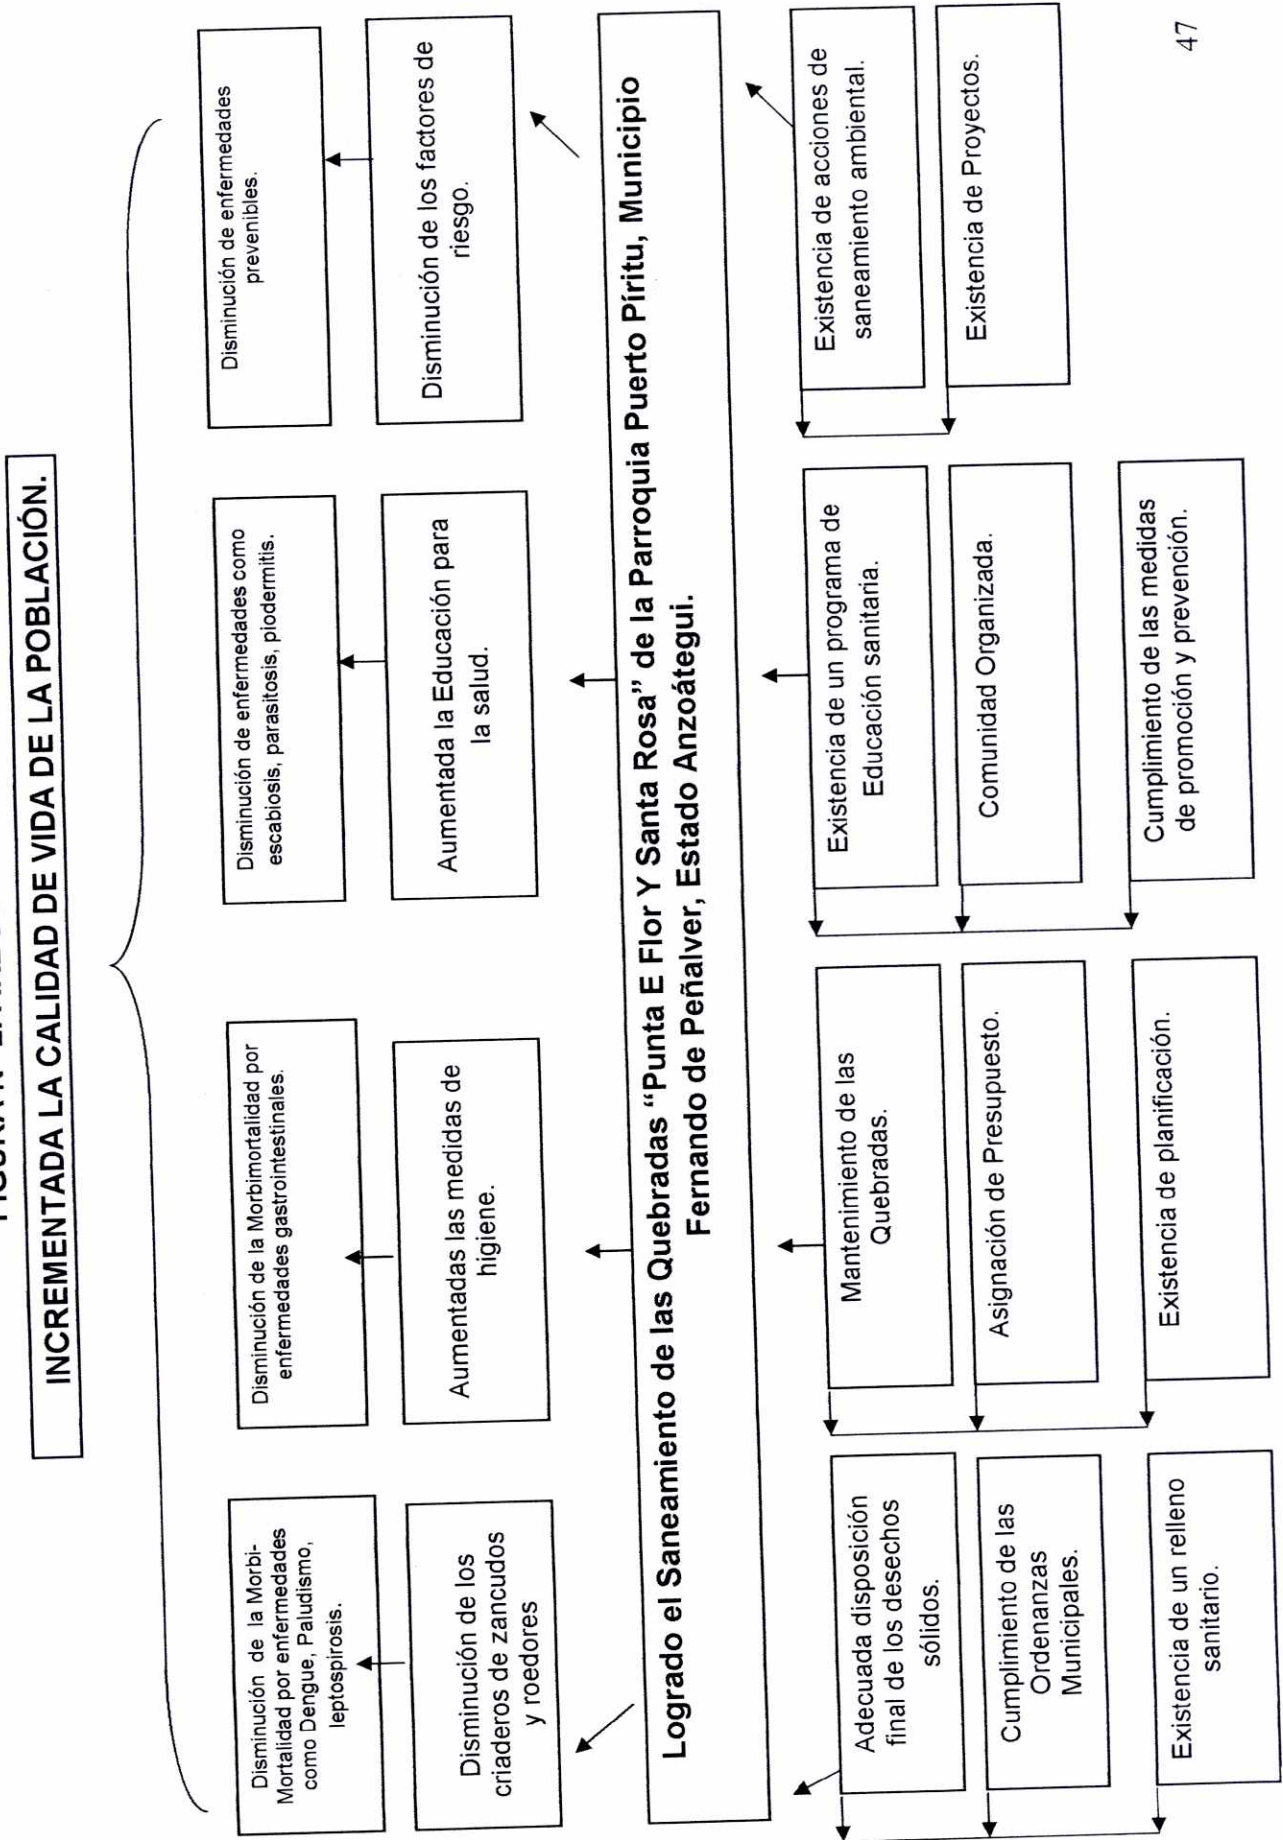 INCREMENTADA LA CALIDAD DE VIDA DE LA POBLACIÓN.
Disminución de la Morbi-
Mortalidad por enfermedades
como Dengue, Paludismo,
leptospirosis.
Disminución de la Morbimortalidad por
enfermedades gastrointestinales.
Disminución de enfermedades como
escabiosis, parasitosis, piodermitis.
Disminución de enfermedades
prevenibles.
Disminución de los
criaderos de zancudos
y roedores
Aumentadas las medidas de
higiene.
Aumentada la Educación para
la salud.
Disminución de los factores de
riesgo.
Logrado el Saneamiento de las Quebradas “Punta E Flor Y Santa Rosa” de la Parroquia Puerto Píritu, Municipio
Fernando de Peñalver, Estado Anzoátegui.
Adecuada disposición
final de los desechos
sólidos.
Cumplimiento de las
Ordenanzas
Municipales.
Existencia de un relleno
sanitario.
Mantenimiento de las
Quebradas.
Asignación de Presupuesto.
Existencia de planificación.
Existencia de un programa de
Educación sanitaria.
Comunidad Organizada.
Cumplimiento de las medidas
de promoción y prevención.
Existencia de acciones de
saneamiento ambiental.
Existencia de Proyectos.
47